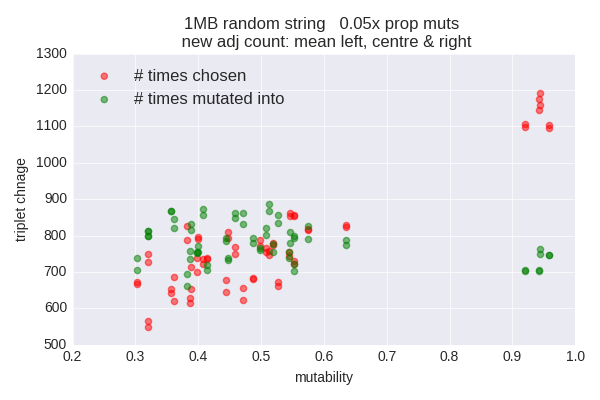 1MB random string   0.05x prop muts
new adj count: mean left, centre & right
1300
1200
1100
1000
900
800
700
600
500
triplet chnage
# times chosen
# times mutated into
0.2 0.3 0.4 0.5 0.6 0.7 0.8 0.9 1.0
mutability